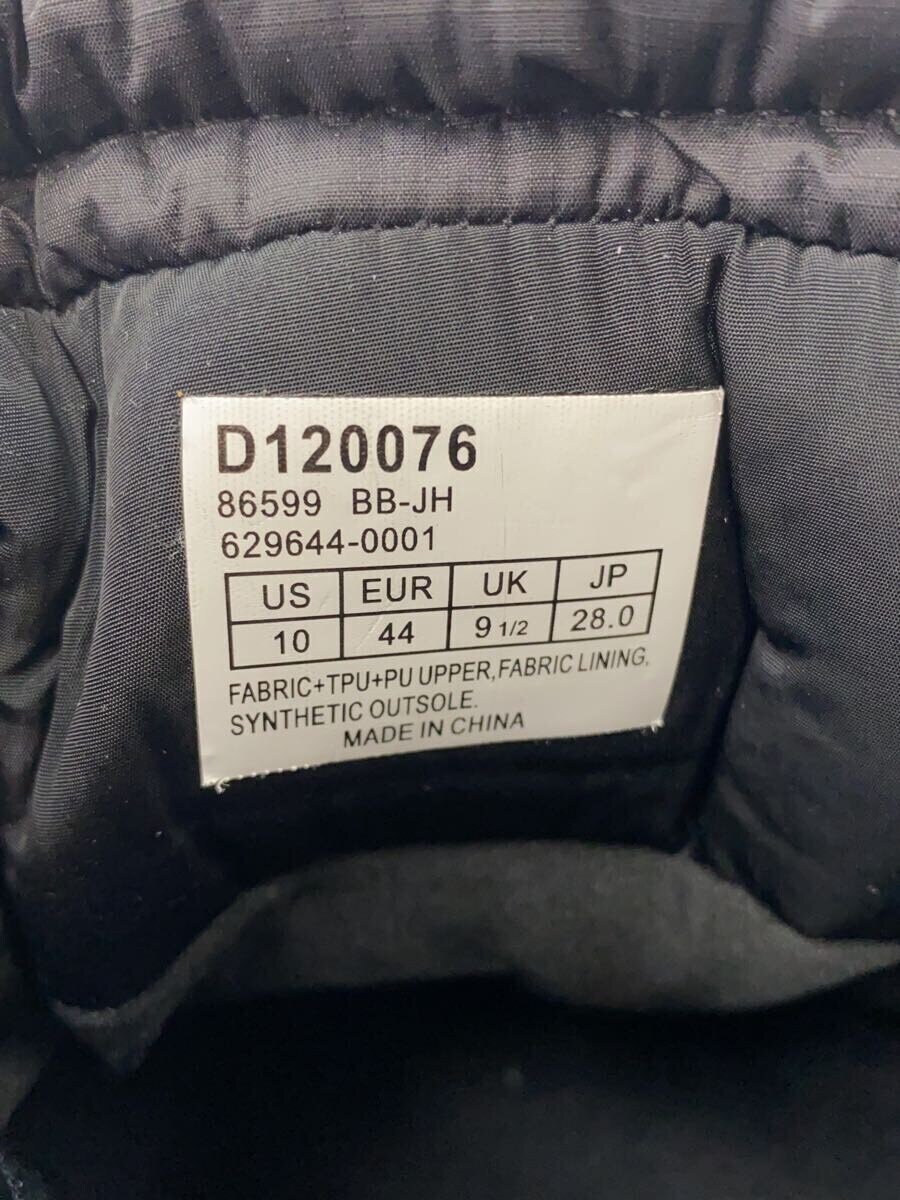 D120076
86599 BB-JH
629644-0001
US EUR UK JP
10 44 9 1/2 28.0
FABRIC+TPU+PU UPPER,FABRIC LINING,
SYNTHETIC OUTSOLE.
MADE IN CHINA